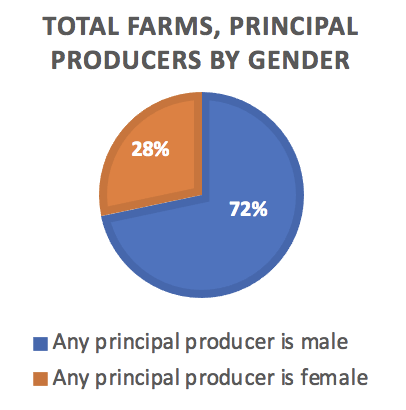 TOTAL FARMS, PRINCIPAL
PRODUCERS BY GENDER
28%
72%
Any principal producer is male
Any principal producer is female